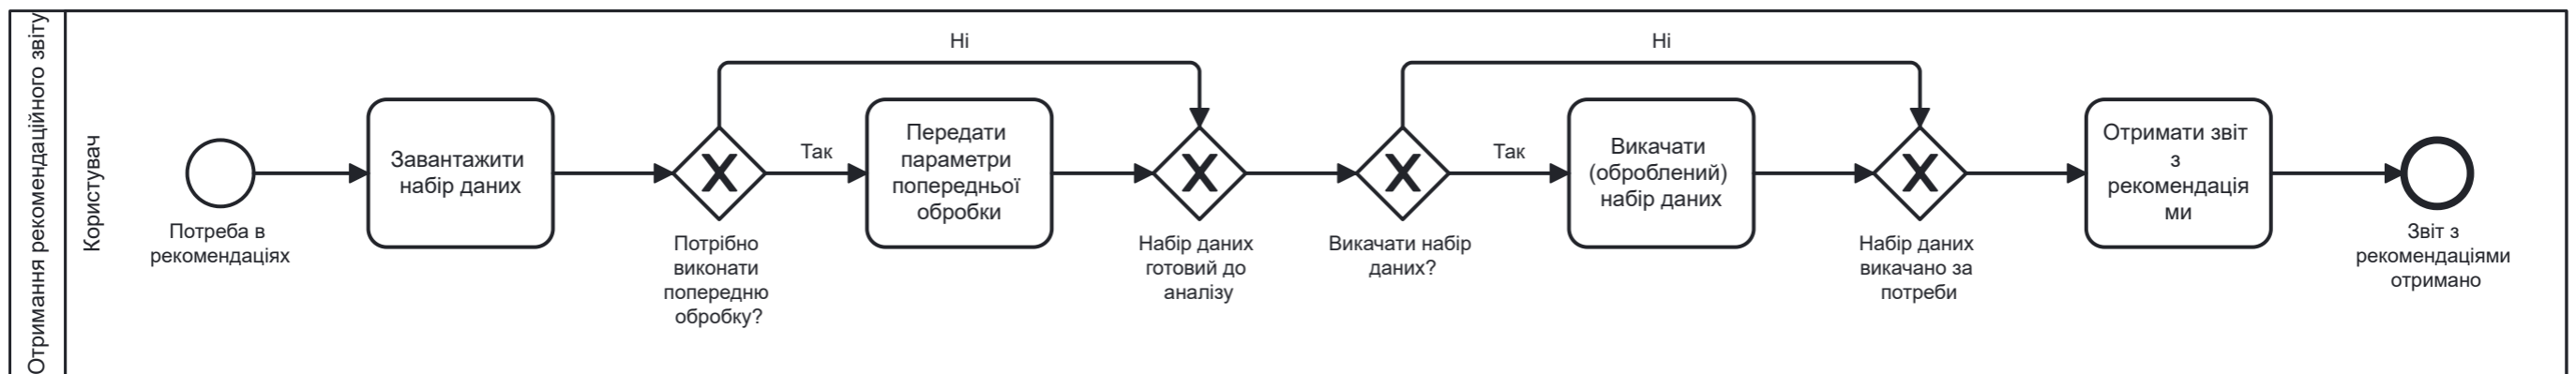 Отримання рекомендаційного звіту
Користувач
Потреба в
рекомендаціях
Завантажити
набір даних
Потрібно
виконати
попередню
обробку?
Ні
Так
Передати
параметри
попередньої
обробки
Набір даних
готовий до
аналізу
Викачати набір
даних?
Ні
Так
Викачати
(оброблений)
набір даних
Набір даних
викачано за
потреби
Отримати звіт
з
рекомендація
ми
Звіт з
рекомендаціями
отримано